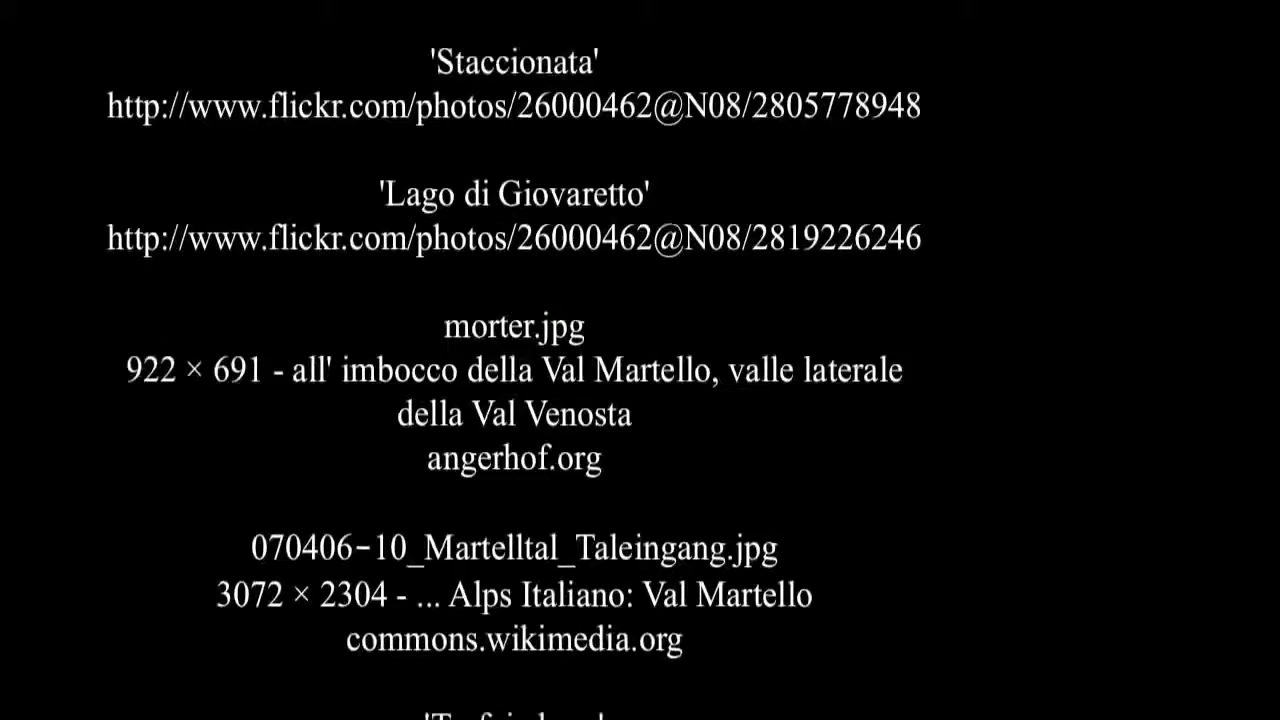 'Staccionata'
http://www.flickr.com/photos/26000462@N08/2805778948
'Lago di Giovaretto'
http://www.flickr.com/photos/26000462@N08/2819226246
morter.jpg
922 × 691 - all' imbocco della Val Martello, valle laterale
della Val Venosta
angerhof.org
070406-10_Martelltal_Taleingang.jpg
3072 × 2304 - ... Alps Italiano: Val Martello
commons.wikimedia.org